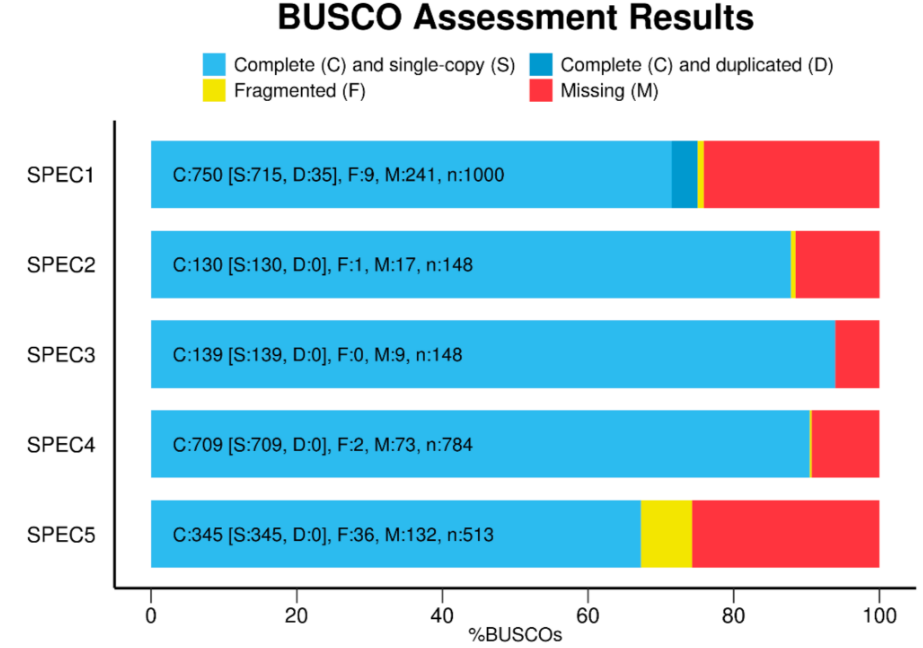 BUSCO Assessment Results
Complete (C) and single-copy (S) Complete (C) and duplicated (D)
Fragmented (F) Missing (M)
SPEC1 C:750 [S:715, D:35], F:9, M:241, n:1000
SPEC2 C:130 [S:130, D:0], F:1, M:17, n:148
SPEC3 C:139 [S:139, D:0], F:0, M:9, n:148
SPEC4 C:709 [S:709, D:0], F:2, M:73, n:784
SPEC5 C:345 [S:345, D:0], F:36, M:132, n:513
0 20 40 60 80 100
%BUSCOs